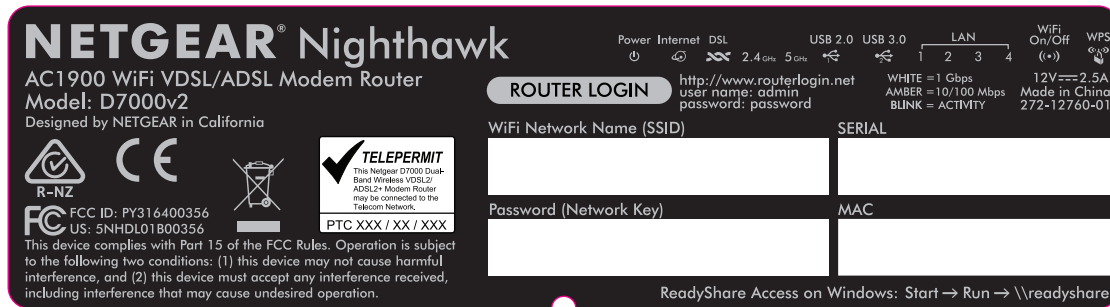 NETGEAR® Nighthawk
AC1900 WiFi VDSL/ADSL Modem Router
Model: D7000v2
Designed by NETGEAR in California
R-NZ
CE
FC FCC ID: PY316400356
US: 5NHDL01B00356
TELEPERMIT
This Netgear D7000 Dual-
Band Wireless VDSL2/
ADSL2+ Modem Router
may be connected to the
Telecom Network.
PTC XXX / XX / XXX
This device complies with Part 15 of the FCC Rules. Operation is subject
to the following two conditions: (1) this device may not cause harmful
interference, and (2) this device must accept any interference received,
including interference that may cause undesired operation.
Power Internet DSL 2.4 GHz 5 GHz USB 2.0 USB 3.0 LAN 1 2 3 4 WiFi On/Off WPS
ROUTER LOGIN
http://www.routerlogin.net
user name: admin
password: password
WHITE =1 Gbps
AMBER =10/100 Mbps
BLINK = ACTIVITY
12V⎓2.5A
Made in China
272-12760-01
WiFi Network Name (SSID)
SERIAL
Password (Network Key)
MAC
ReadyShare Access on Windows: Start → Run → \\readyshare